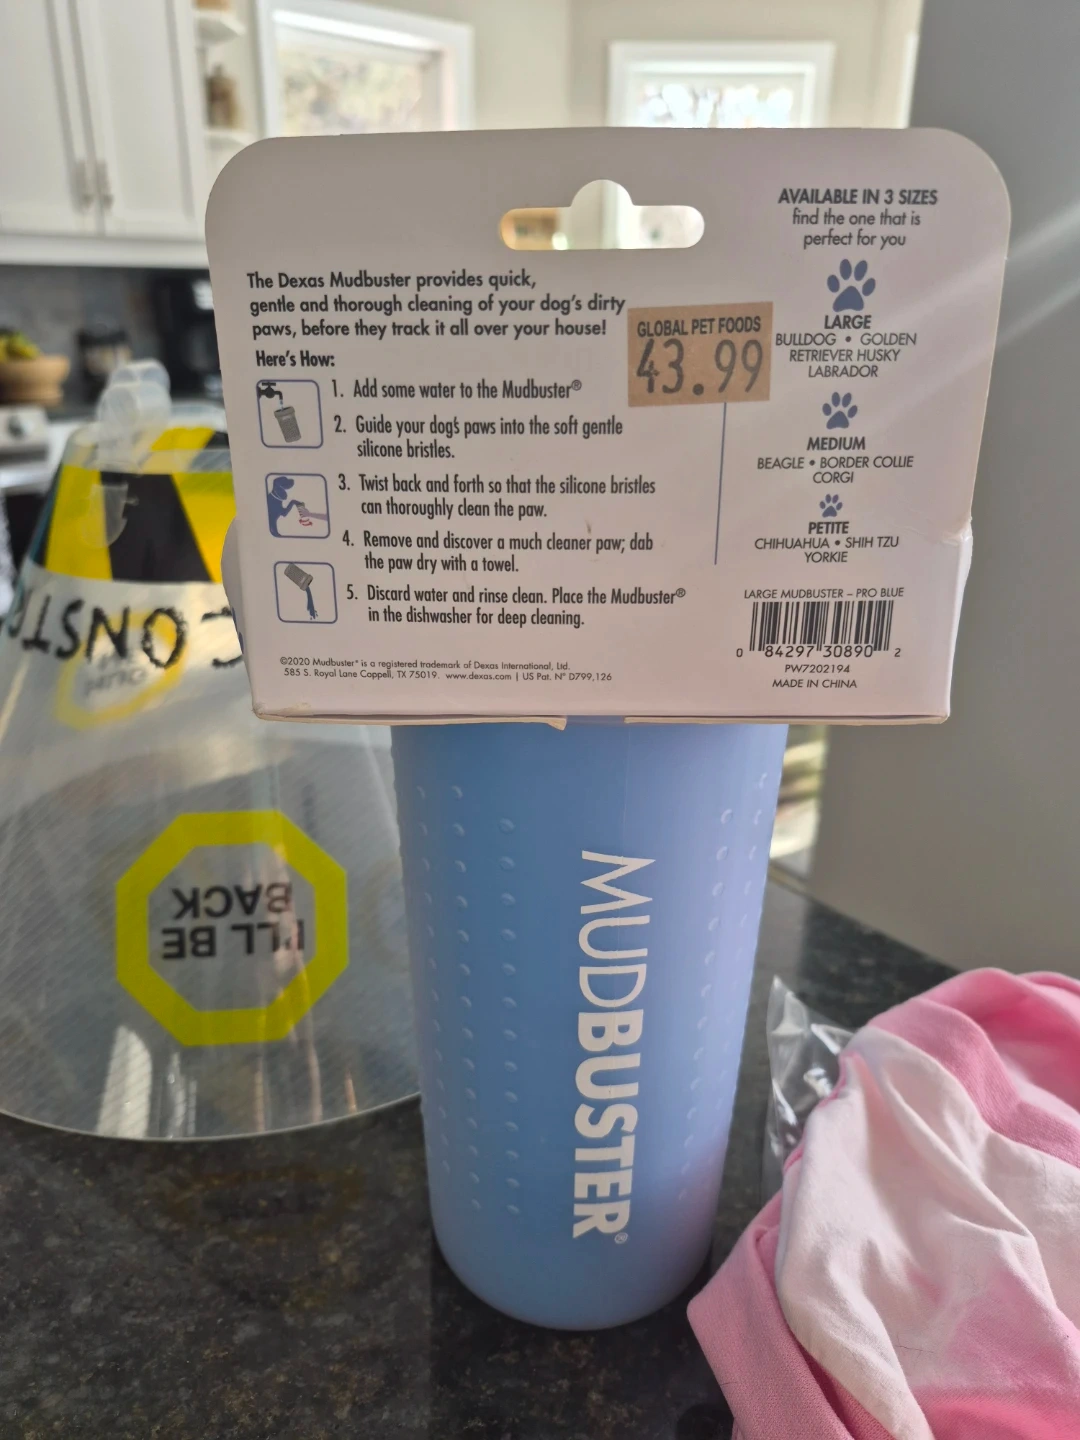 The Dexas Mudbuster provides quick,
gentle and thorough cleaning of your dog's dirty
paws, before they track it all over your house!
Here's How:
1. Add some water to the Mudbuster®
2. Guide your dog's paws into the soft gentle
silicone bristles.
3. Twist back and forth so that the silicone bristles
can thoroughly clean the paw.
4. Remove and discover a much cleaner paw; dab
the paw dry with a towel.
5. Discard water and rinse clean. Place the Mudbuster®
in the dishwasher for deep cleaning.
©2020 Mudbuster® is a registered trademark of Dexas International, Ltd.
585 S. Royal Lane Coppell, TX 75019. www.dexas.com | US Pat. N° D799,126
GLOBAL PET FOODS
43.99
AVAILABLE IN 3 SIZES
find the one that is
perfect for you
LARGE
BULLDOG • GOLDEN
RETRIEVER HUSKY
LABRADOR
MEDIUM
BEAGLE • BORDER COLLIE
CORGI
PETITE
CHIHUAHUA • SHIH TZU
YORKIE
LARGE MUDBUSTER – PRO BLUE
0 84297 30890 2
PW7202194
MADE IN CHINA
MUDBUSTER®
CONST
I'LL BE
BACK